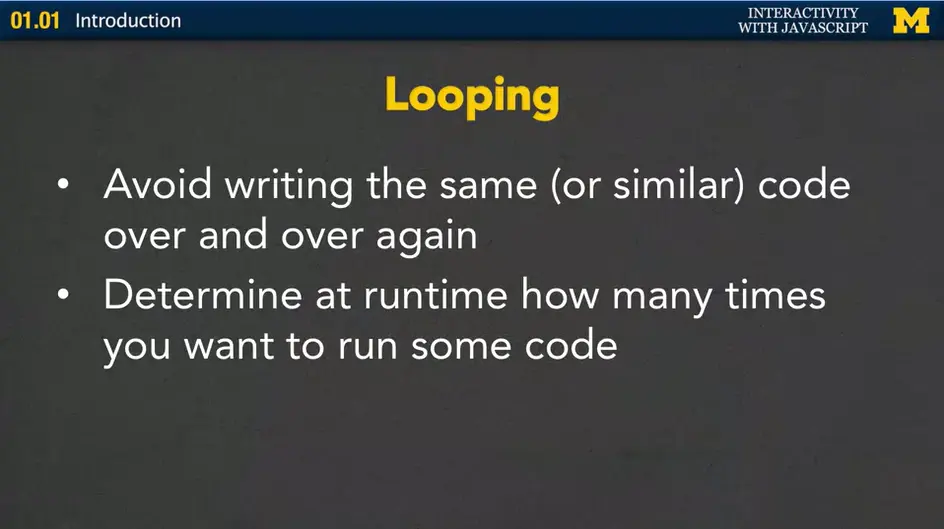 01.01 Introduction
INTERACTIVITY
WITH JAVASCRIPT
M
Looping
• Avoid writing the same (or similar) code
over and over again
• Determine at runtime how many times
you want to run some code